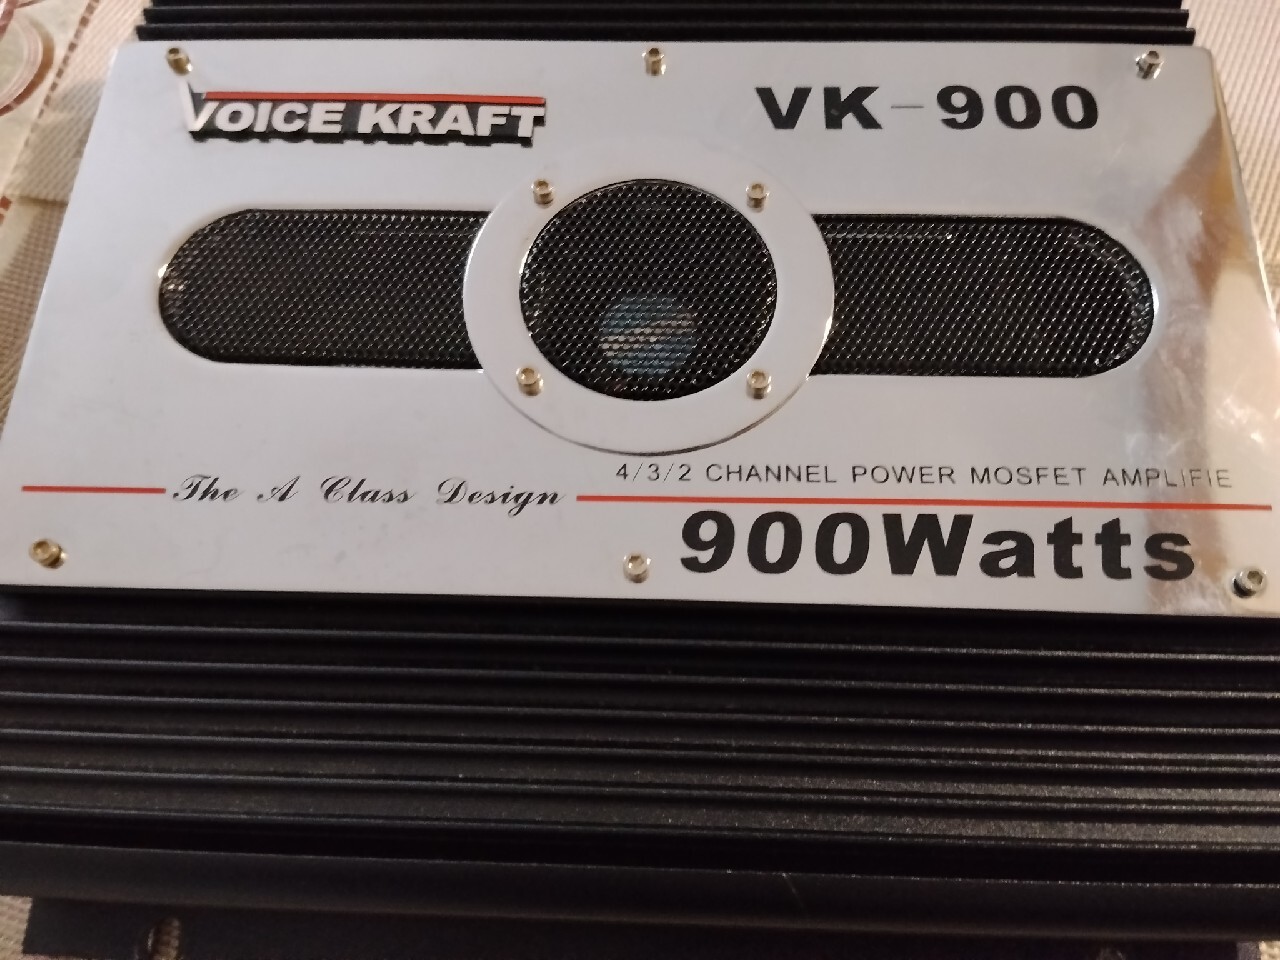 VOICE KRAFT
VK-900
4/3/2 CHANNEL POWER MOSFET AMPLIFIE
The A Class Design
900Watts